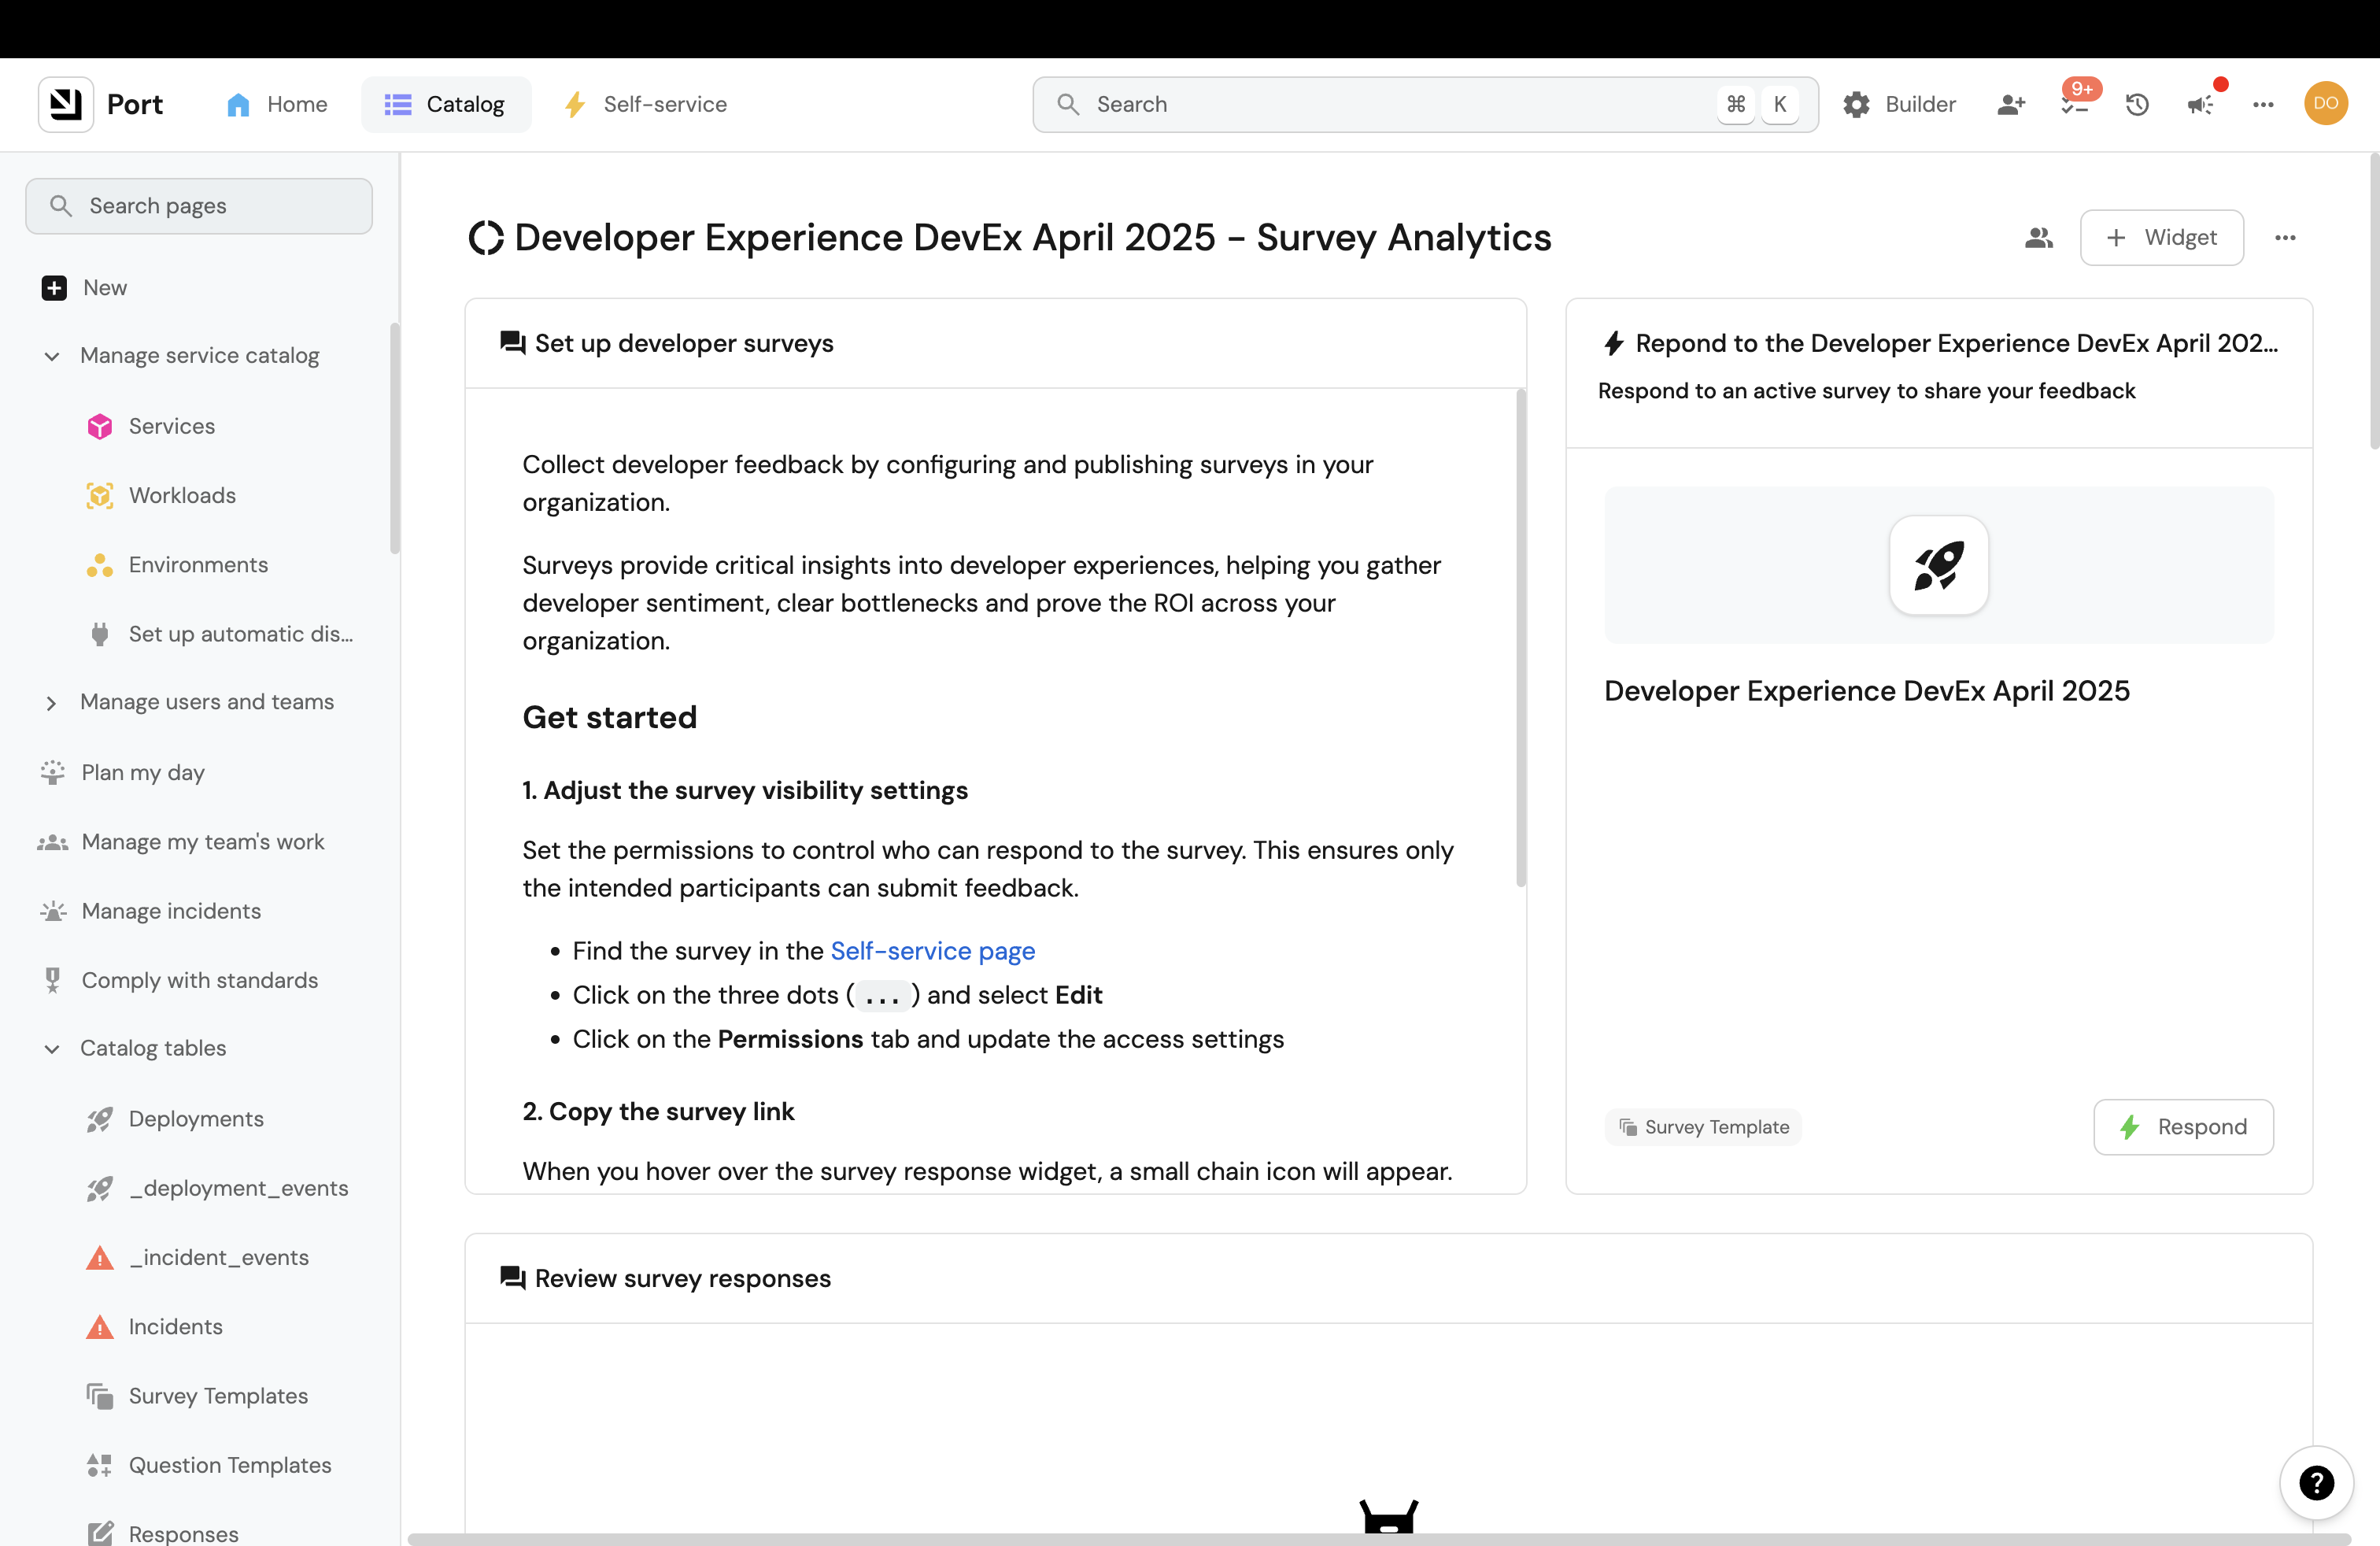 Port
Home
Catalog
Self-service
Search
⌘ K
Builder
9+
DO
Search pages
New
Manage service catalog
Services
Workloads
Environments
Set up automatic dis...
Manage users and teams
Plan my day
Manage my team's work
Manage incidents
Comply with standards
Catalog tables
Deployments
_deployment_events
_incident_events
Incidents
Survey Templates
Question Templates
Responses
Developer Experience DevEx April 2025 - Survey Analytics
+ Widget
Set up developer surveys
Collect developer feedback by configuring and publishing surveys in your
organization.
Surveys provide critical insights into developer experiences, helping you gather
developer sentiment, clear bottlenecks and prove the ROI across your
organization.
Get started
1. Adjust the survey visibility settings
Set the permissions to control who can respond to the survey. This ensures only
the intended participants can submit feedback.
• Find the survey in the Self-service page
• Click on the three dots (...) and select Edit
• Click on the Permissions tab and update the access settings
2. Copy the survey link
When you hover over the survey response widget, a small chain icon will appear.
Repond to the Developer Experience DevEx April 202...
Respond to an active survey to share your feedback
Developer Experience DevEx April 2025
Survey Template
Respond
Review survey responses
?